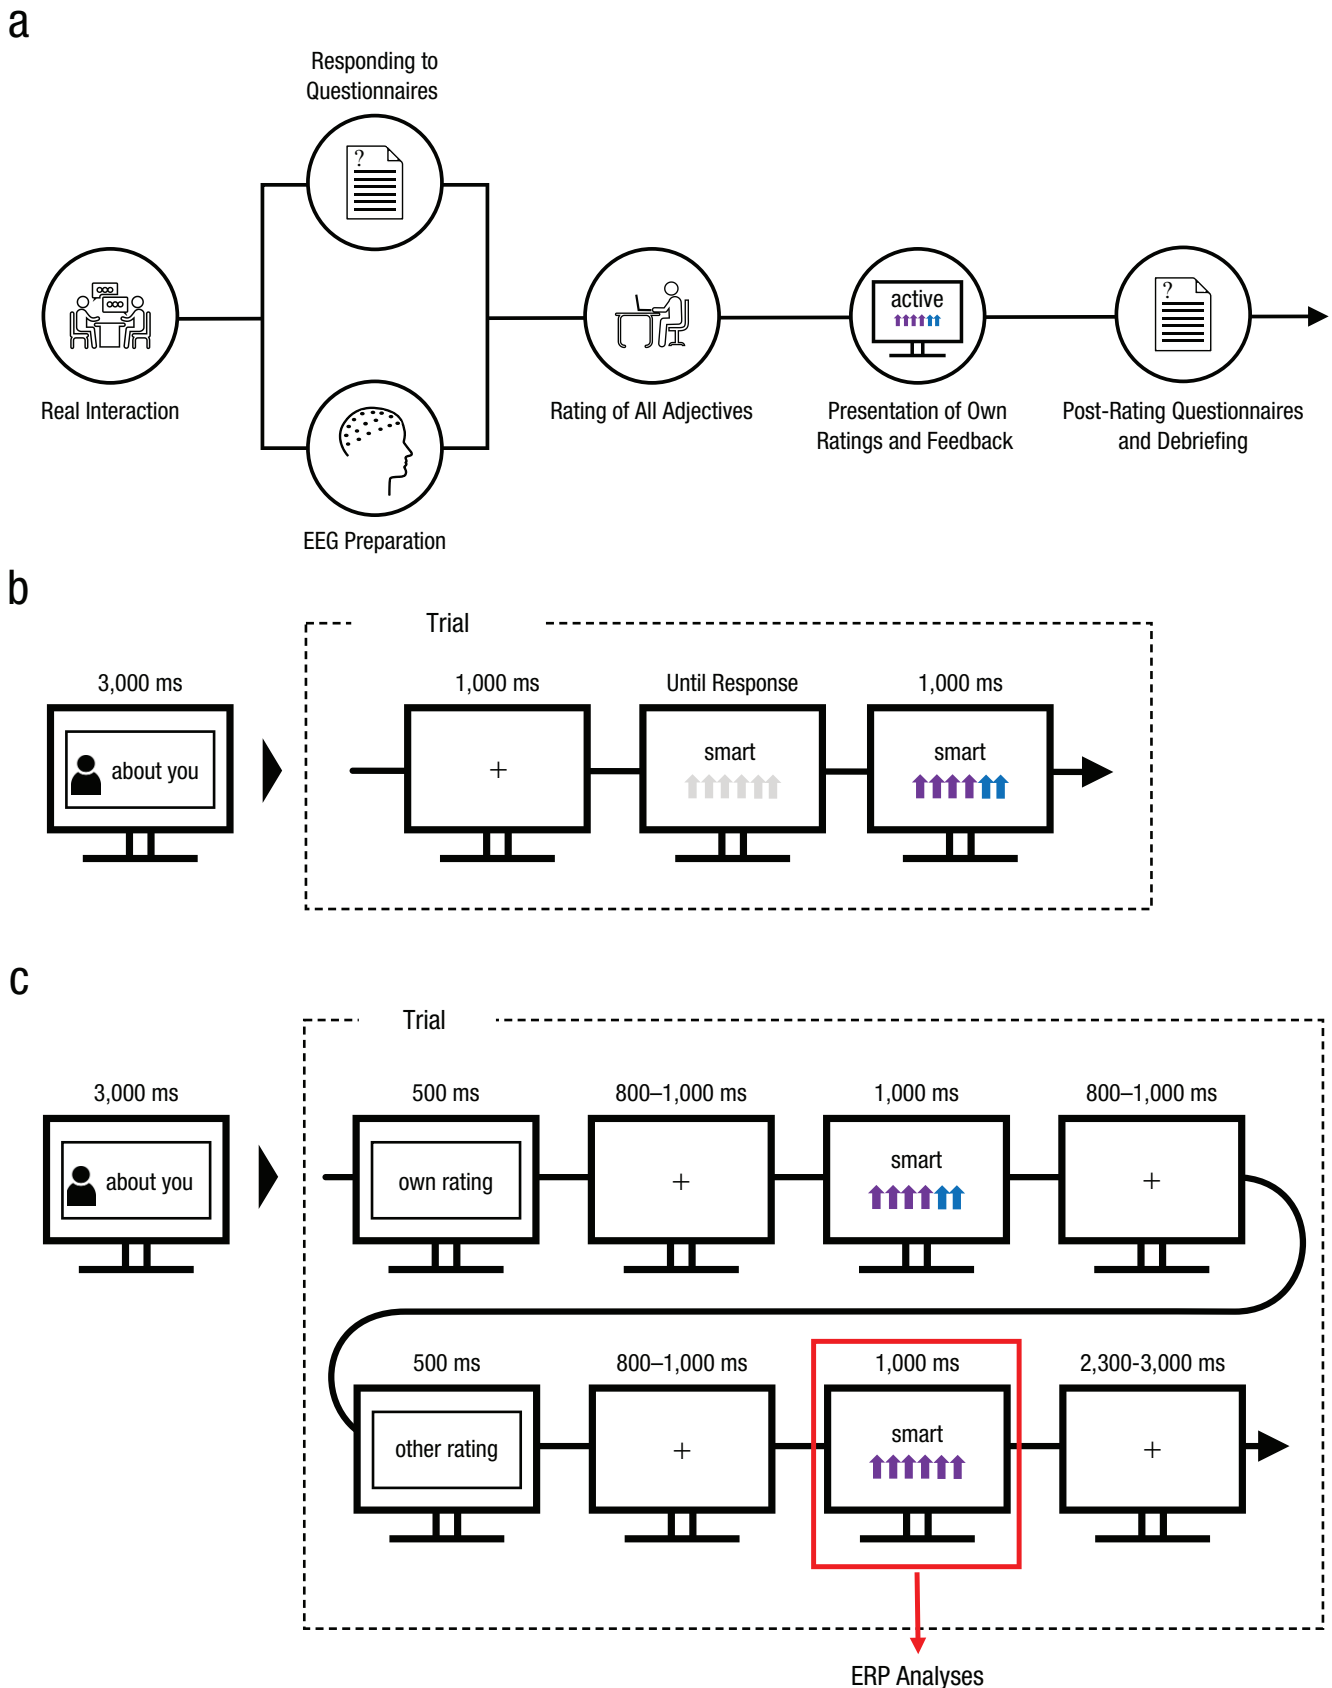 a
Responding to
Questionnaires
?
Real Interaction
EEG Preparation
Rating of All Adjectives
active
Presentation of Own
Ratings and Feedback
?
Post-Rating Questionnaires
and Debriefing
b
Trial
3,000 ms
1,000 ms
Until Response
1,000 ms
about you
+
smart
smart
c
Trial
3,000 ms
500 ms
800–1,000 ms
1,000 ms
800–1,000 ms
about you
own rating
+
smart
+
500 ms
800–1,000 ms
1,000 ms
2,300-3,000 ms
other rating
+
smart
+
ERP Analyses